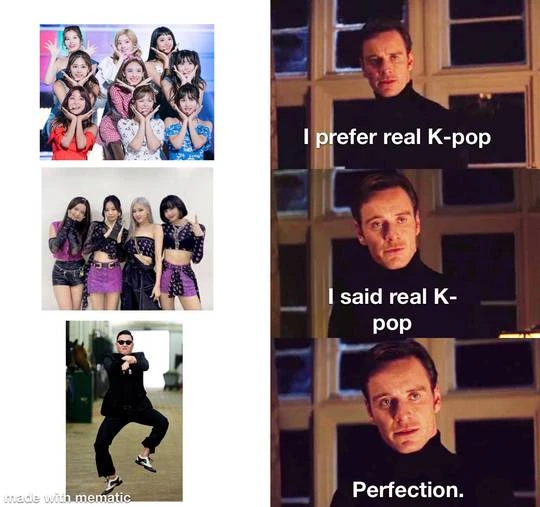 I prefer real K-pop
I said real K-
pop
Perfection.
made with mematic